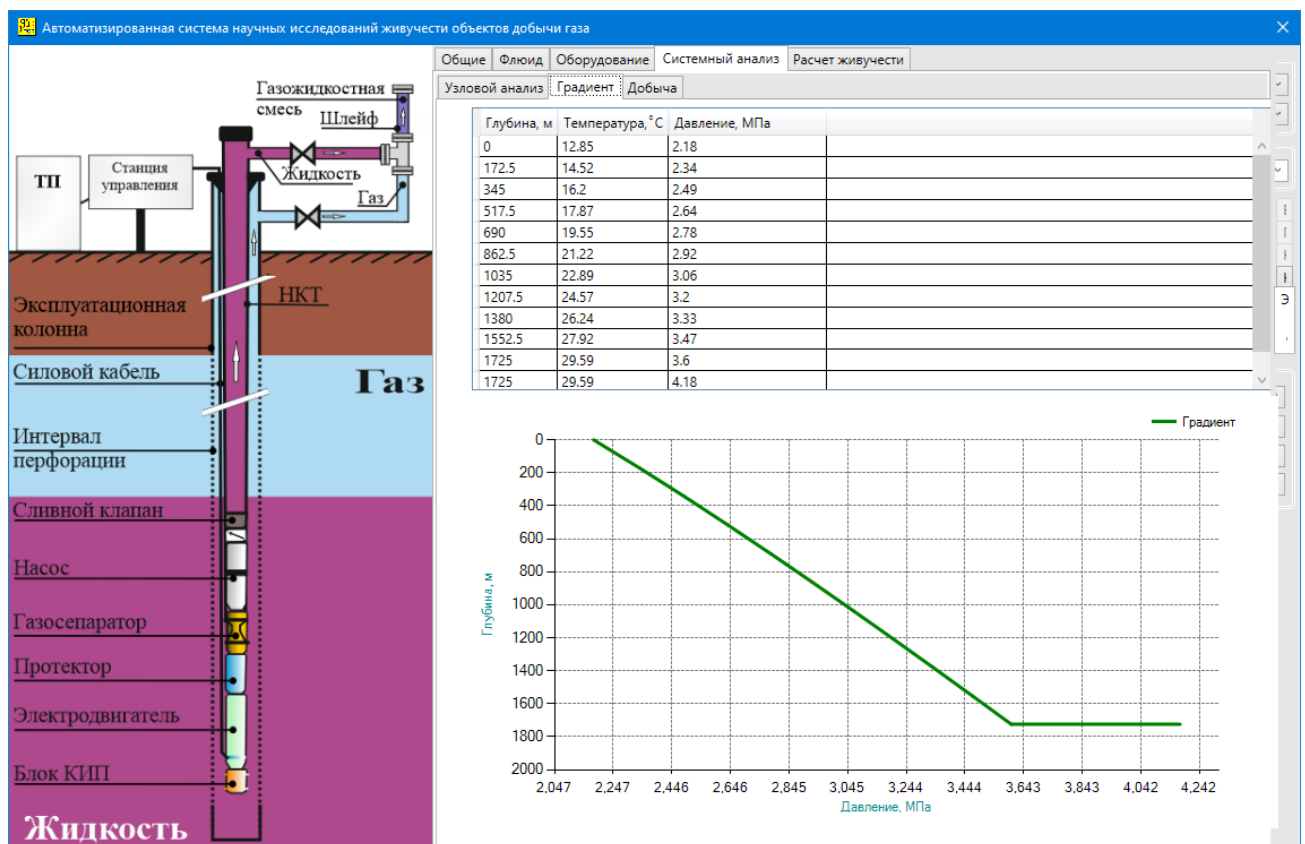 Автоматизированная система научных исследований живучести объектов добычи газа
Общие Флюид Оборудование Системный анализ Расчет живучести
Узловой анализ Градиент Добыча
Газожидкостная
смесь
Шлейф
Жидкость
Газ
ТП
Станция
управления
Эксплуатационная
колонна
НКТ
Силовой кабель
Газ
Интервал
перфорации
Сливной клапан
Насос
Газосепаратор
Протектор
Электродвигатель
Блок КИП
Жидкость
Глубина, м Температура,°C Давление, МПа
0 12.85 2.18
172.5 14.52 2.34
345 16.2 2.49
517.5 17.87 2.64
690 19.55 2.78
862.5 21.22 2.92
1035 22.89 3.06
1207.5 24.57 3.2
1380 26.24 3.33
1552.5 27.92 3.47
1725 29.59 3.6
1725 29.59 4.18
Градиент
0
200
400
600
800
1000
1200
1400
1600
1800
2000
Глубина, м
2,047 2,247 2,446 2,646 2,845 3,045 3,244 3,444 3,643 3,843 4,042 4,242
Давление, МПа